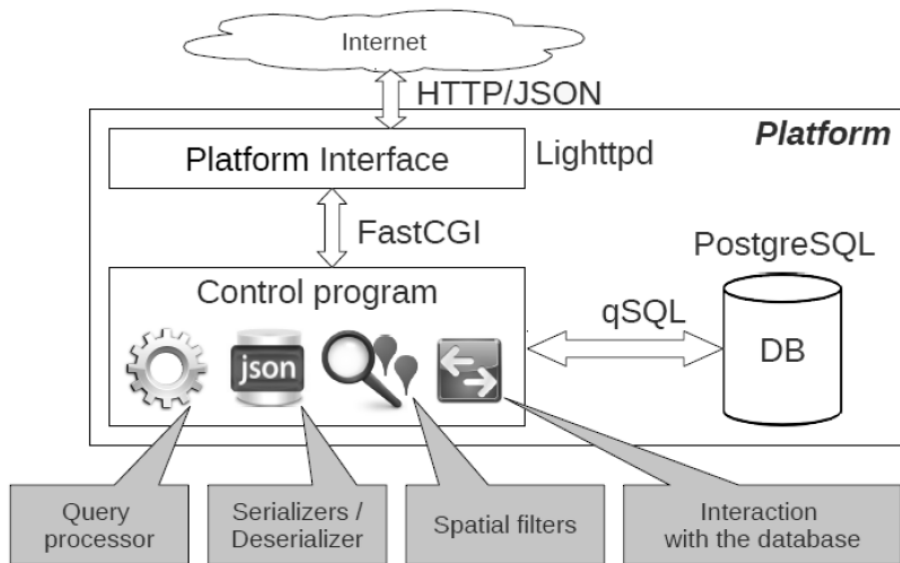 Internet
HTTP/JSON
Platform
Platform Interface
Lighttpd
FastCGI
PostgreSQL
Control program
qSQL
json
DB
Query
processor
Serializers /
Deserializer
Spatial filters
Interaction
with the database